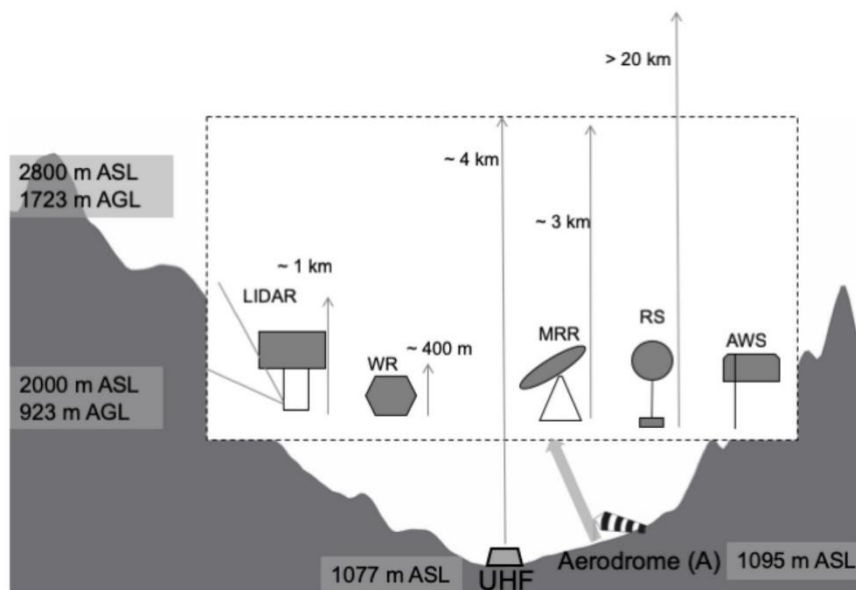 > 20 km
~ 4 km
2800 m ASL
1723 m AGL
~ 3 km
~ 1 km
LIDAR
MRR
RS
AWS
WR
~ 400 m
2000 m ASL
923 m AGL
1077 m ASL
UHF
Aerodrome (A)
1095 m ASL